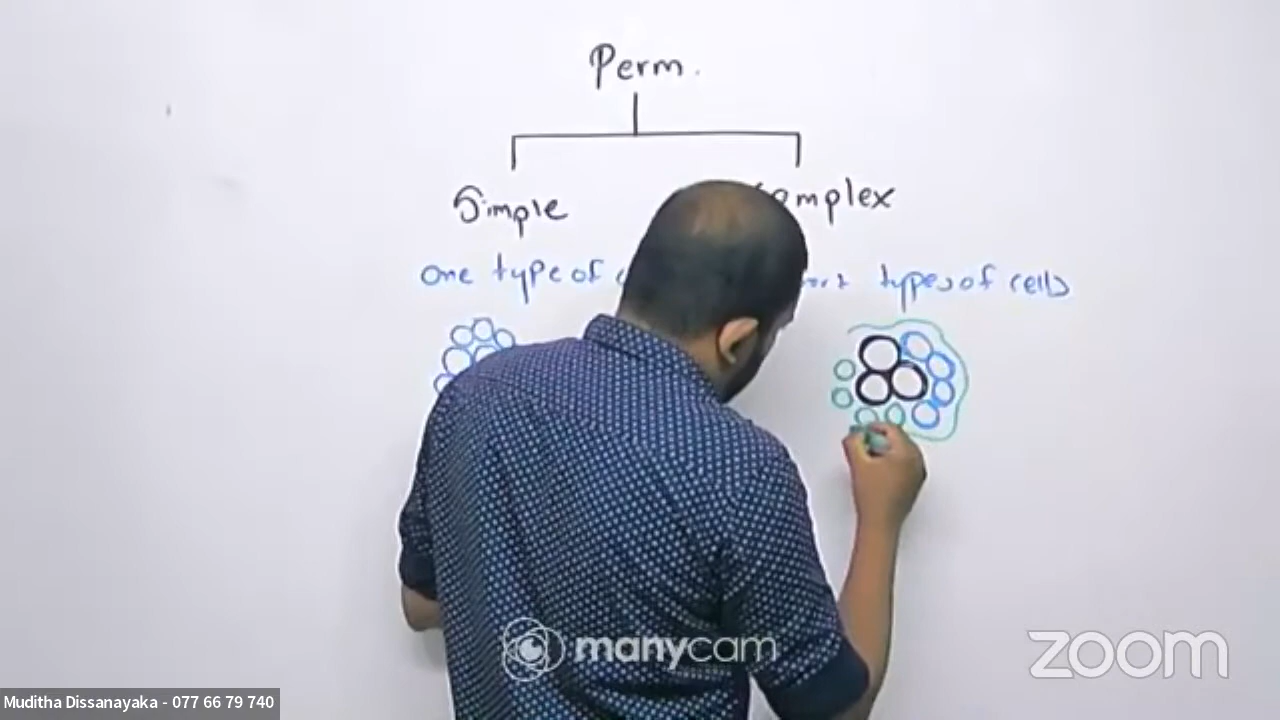 Perm.
Simple
omplex
One type of
types of cells
manycam
zoom
Muditha Dissanayaka - 077 66 79 740